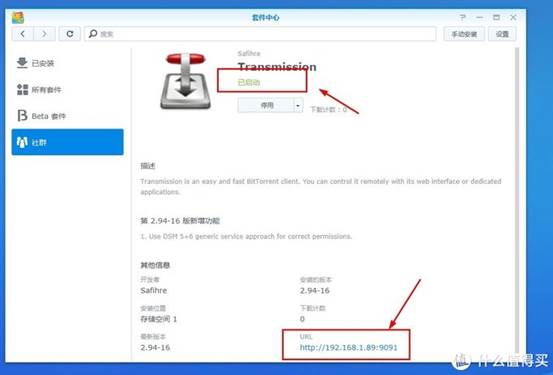 套件中心
搜索
手动安装
设置
已安装
所有套件
Beta 套件
社群
Safihre
Transmission
已启动
停用
下载计数：0
描述
Transmission is an easy and fast BitTorrent client. You can control it remotely with its web interface or dedicated
applications.
第 2.94-16 版新增功能
1. Use DSM 5+6 generic service approach for correct permissions.
其他信息
开发者
安装的版本
Safihre
2.94-16
安装位置
下载计数
存储空间 1
0
最新版本
URL
2.94-16
http://192.168.1.89:9091
值 什么值得买